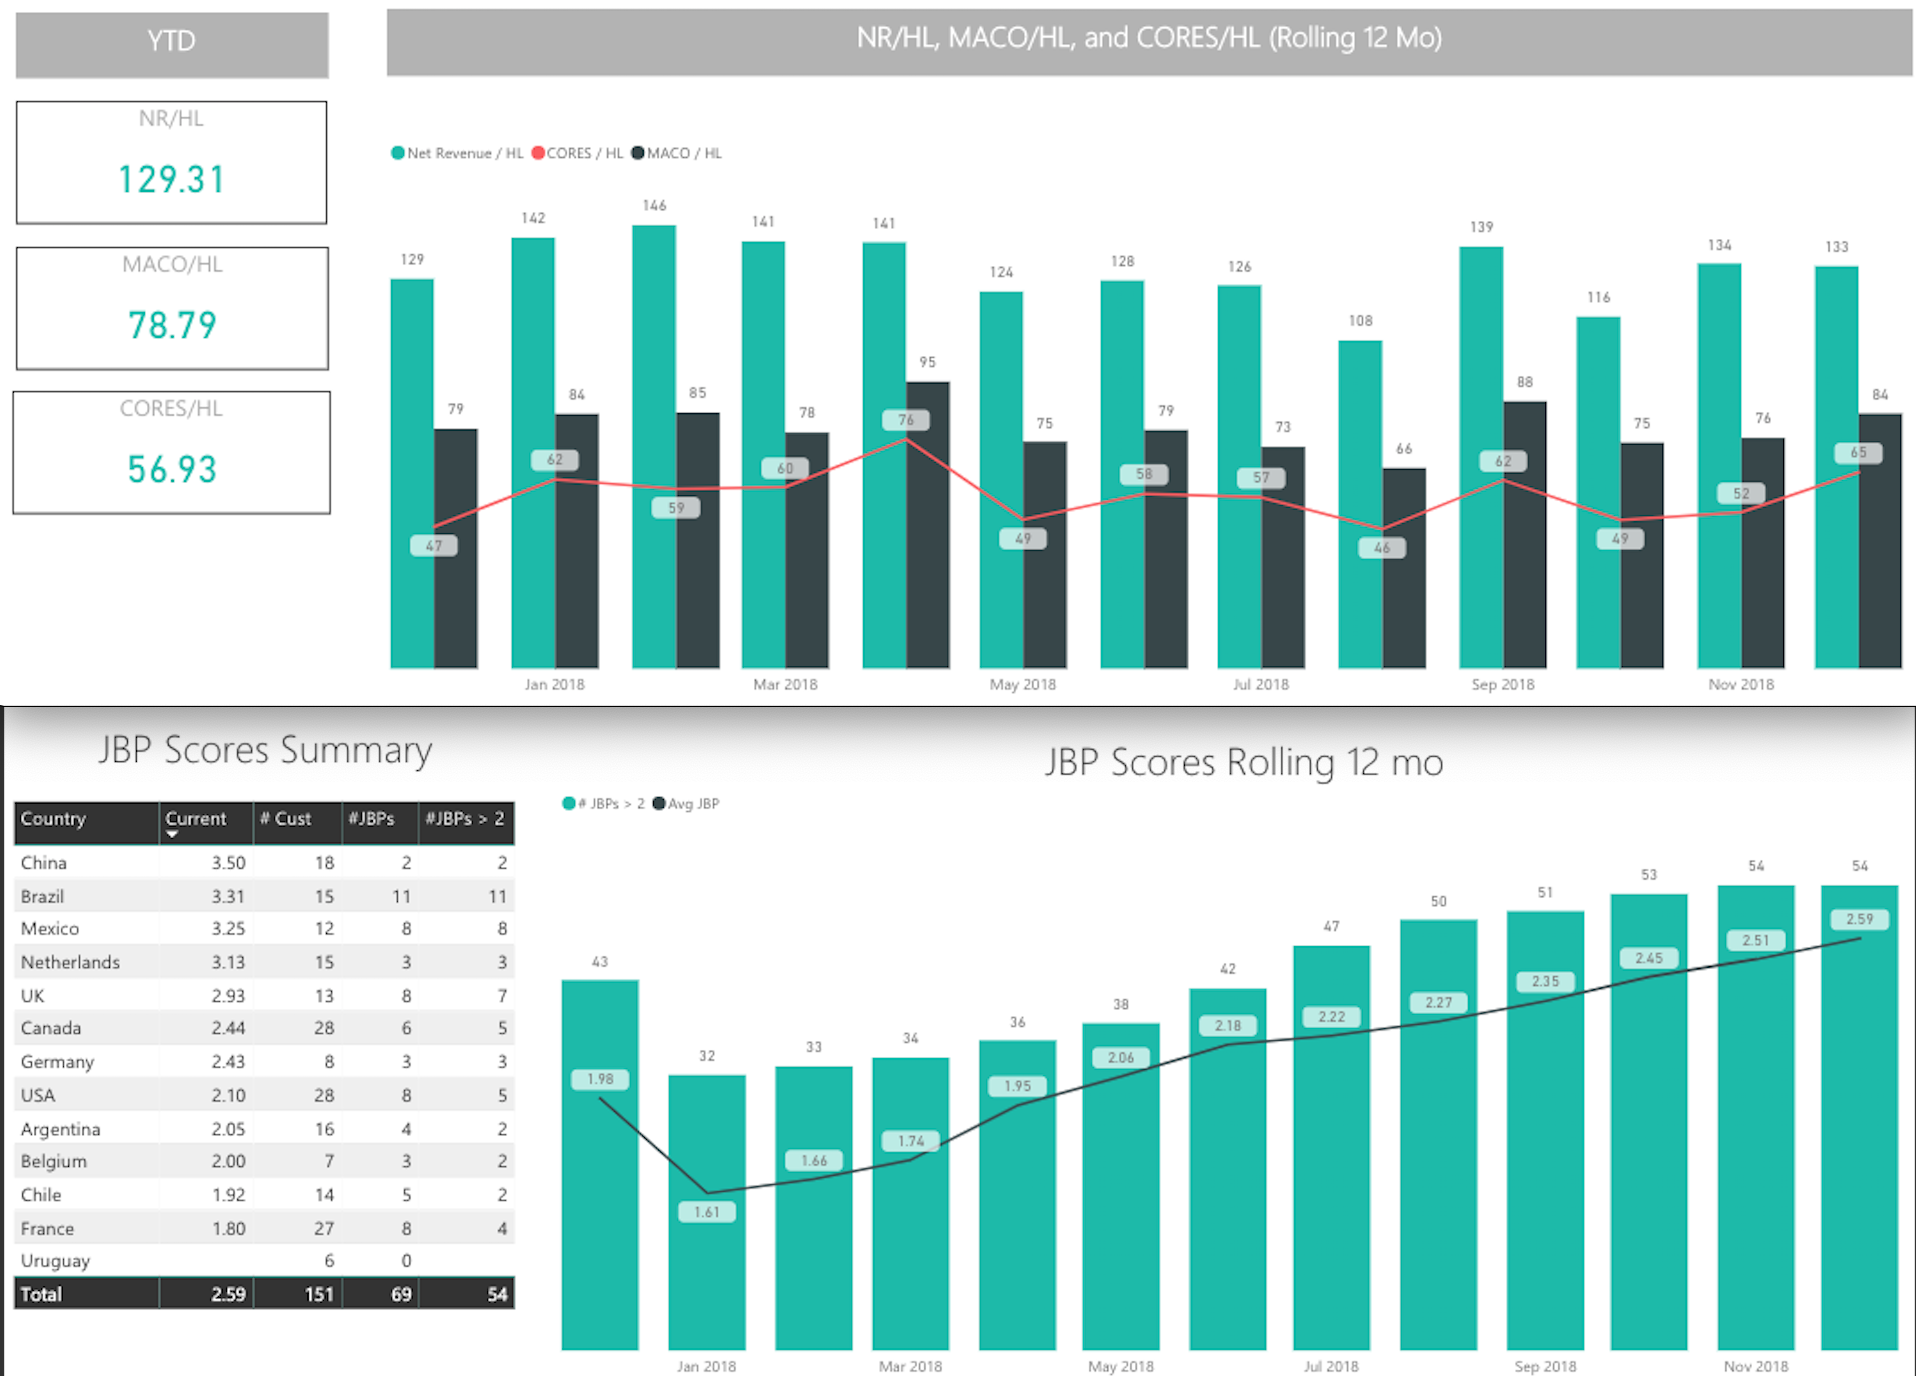 YTD
NR/HL
129.31
MACO/HL
78.79
CORES/HL
56.93
NR/HL, MACO/HL, and CORES/HL (Rolling 12 Mo)
Net Revenue / HL CORES / HL MACO / HL
129 142 146 141 141 124 128 126 108 139 116 134 133
79 84 85 78 95 75 79 73 66 88 75 76 84
47 62 59 60 76 49 58 57 46 62 49 52 65
Jan 2018 Mar 2018 May 2018 Jul 2018 Sep 2018 Nov 2018
JBP Scores Summary
Country Current # Cust #JBPs #JBPs > 2
China 3.50 18 2 2
Brazil 3.31 15 11 11
Mexico 3.25 12 8 8
Netherlands 3.13 15 3 3
UK 2.93 13 8 7
Canada 2.44 28 6 5
Germany 2.43 8 3 3
USA 2.10 28 8 5
Argentina 2.05 16 4 2
Belgium 2.00 7 3 2
Chile 1.92 14 5 2
France 1.80 27 8 4
Uruguay 6 0
Total 2.59 151 69 54
JBP Scores Rolling 12 mo
# JBPs > 2 Avg JBP
43 32 33 34 36 38 42 47 50 51 53 54 54
1.98 1.61 1.66 1.74 1.95 2.06 2.18 2.22 2.27 2.35 2.45 2.51 2.59
Jan 2018 Mar 2018 May 2018 Jul 2018 Sep 2018 Nov 2018